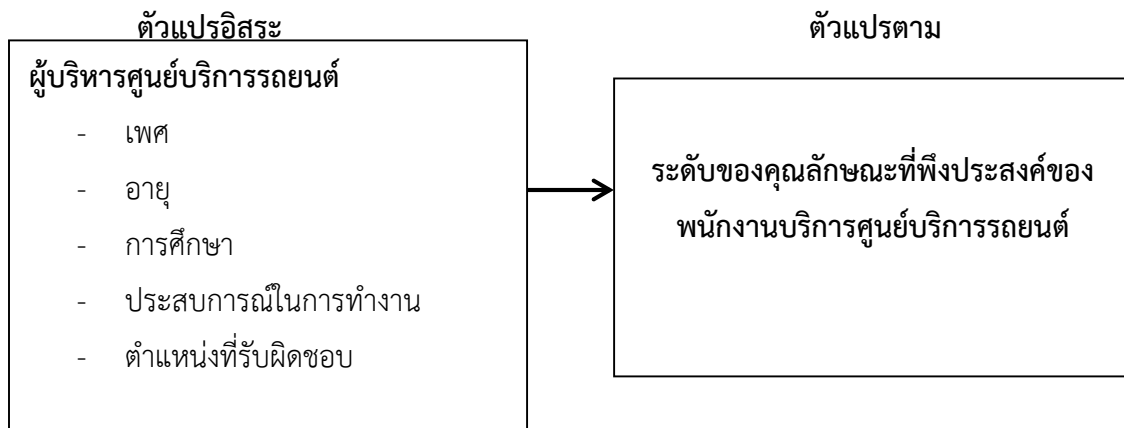 ตัวแปรอิสระ
ผู้บริหารศูนย์บริการรถยนต์
- เพศ
- อายุ
- การศึกษา
- ประสบการณ์ในการทำงาน
- ตำแหน่งที่รับผิดชอบ
ตัวแปรตาม
ระดับของคุณลักษณะที่พึงประสงค์ของ
พนักงานบริการศูนย์บริการรถยนต์